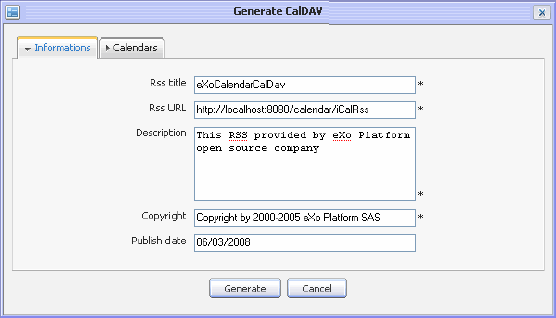 Generate CalDAV
Informations
Calendars
Rss title eXoCalendarCalDav *
Rss URL http://localhost:8080/calendar/iCalRss *
Description This RSS provided by eXo Platform
open source company
*
Copyright Copyright by 2000-2005 eXo Platform SAS *
Publish date 06/03/2008
Generate Cancel